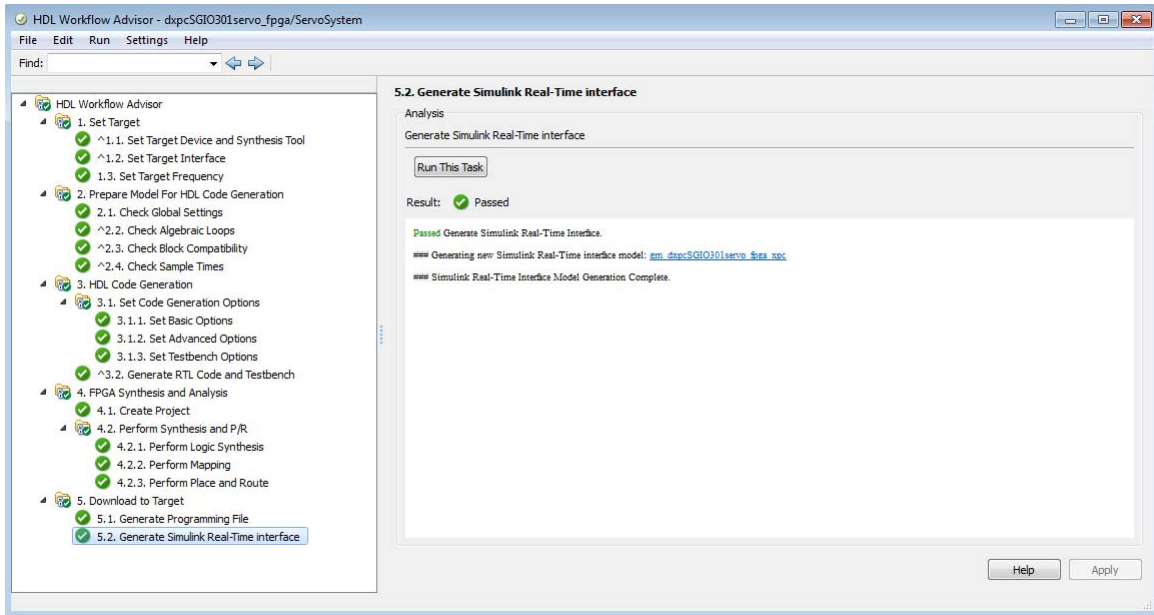 HDL Workflow Advisor - dxpcSGIO301servo_fpga/ServoSystem
File Edit Run Settings Help
Find:
HDL Workflow Advisor
1. Set Target
^1.1. Set Target Device and Synthesis Tool
^1.2. Set Target Interface
1.3. Set Target Frequency
2. Prepare Model For HDL Code Generation
2.1. Check Global Settings
^2.2. Check Algebraic Loops
^2.3. Check Block Compatibility
^2.4. Check Sample Times
3. HDL Code Generation
3.1. Set Code Generation Options
3.1.1. Set Basic Options
3.1.2. Set Advanced Options
3.1.3. Set Testbench Options
^3.2. Generate RTL Code and Testbench
4. FPGA Synthesis and Analysis
4.1. Create Project
4.2. Perform Synthesis and P/R
4.2.1. Perform Logic Synthesis
4.2.2. Perform Mapping
4.2.3. Perform Place and Route
5. Download to Target
5.1. Generate Programming File
5.2. Generate Simulink Real-Time interface
5.2. Generate Simulink Real-Time interface
Analysis
Generate Simulink Real-Time interface
Run This Task
Result: Passed
Passed Generate Simulink Real-Time Interface.
### Generating new Simulink Real-Time interface model: gm_dxpcSGIO301servo_fpga_xpc
### Simulink Real-Time Interface Model Generation Complete.
Help Apply